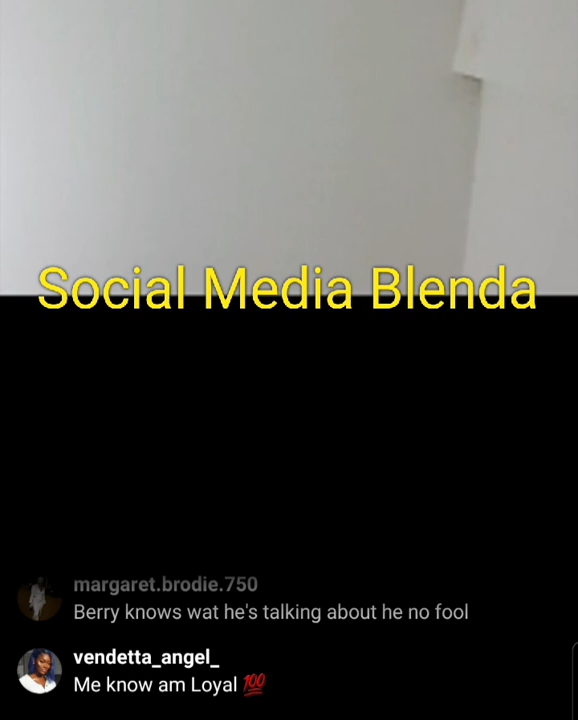 Social Media Blenda
margaret.brodie.750
Berry knows wat he's talking about he no fool
vendetta_angel_
Me know am Loyal 💯